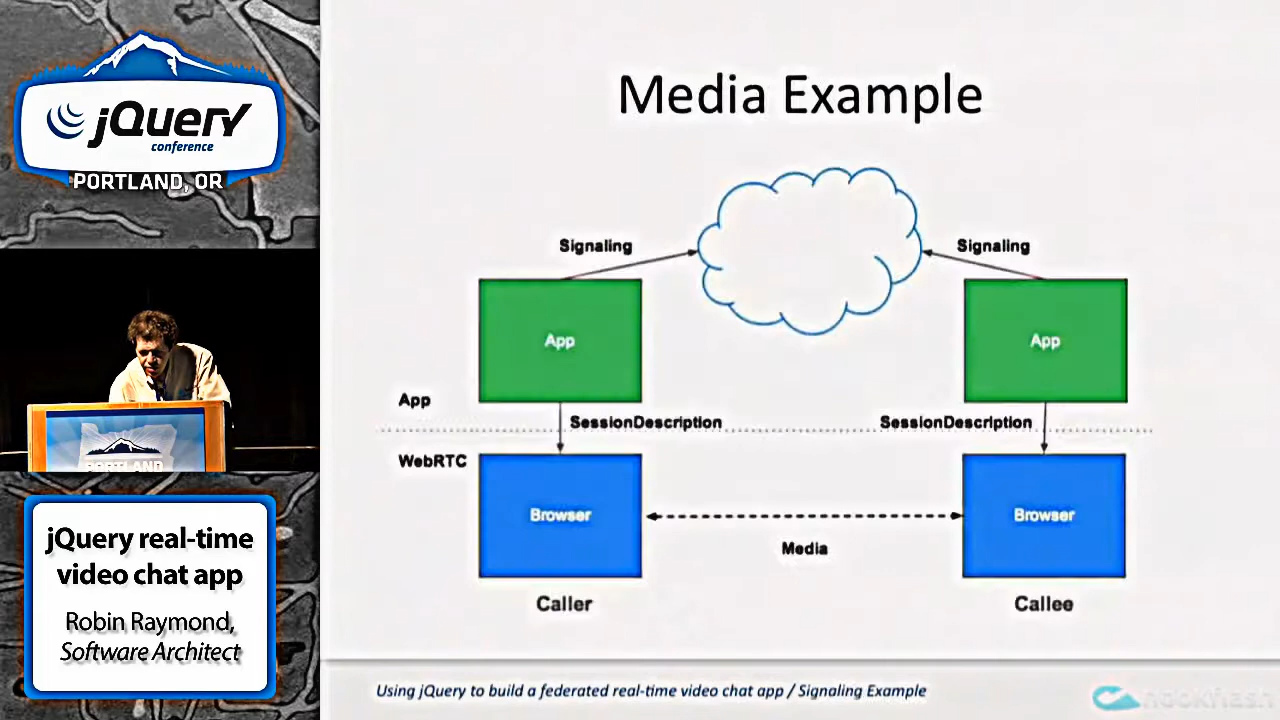 jQuery
conference
PORTLAND, OR
PORTLAND
jQuery real-time
video chat app
Robin Raymond,
Software Architect
Media Example
Signaling
Signaling
App
App
App
SessionDescription
SessionDescription
WebRTC
Browser
Browser
Media
Caller
Callee
Using jQuery to build a federated real-time video chat app / Signaling Example
hookflash